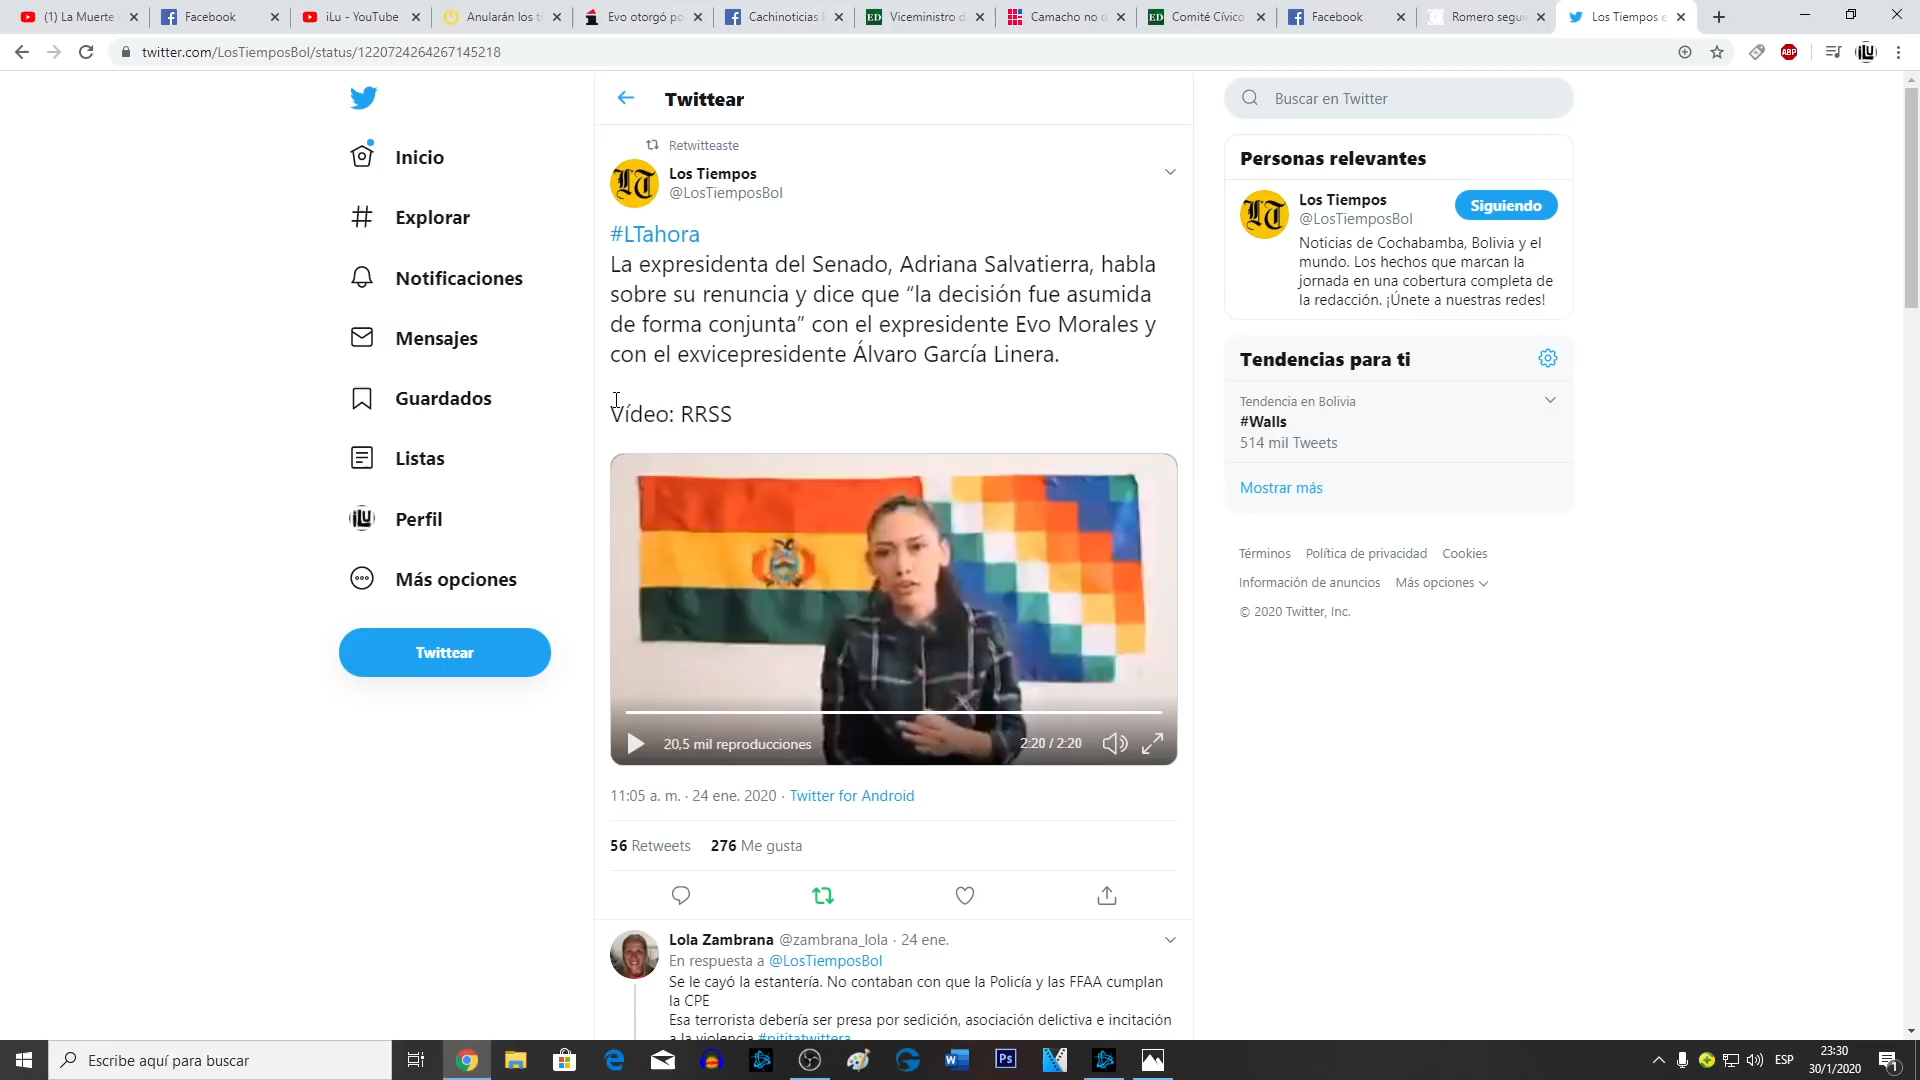 (1) La Muerte
Facebook
iLu - YouTube
Anularán los t
Evo otorgó po
Cachinoticias
Viceministro d
Camacho no d
Comité Cívico
Facebook
Romero segui
Los Tiempos e
twitter.com/LosTiemposBol/status/1220724264267145218
ABP
Inicio
Explorar
Notificaciones
Mensajes
Guardados
Listas
Perfil
Más opciones
Twittear
Twittear
Retwitteaste
LT
Los Tiempos
@LosTiemposBol
#LTahora
La expresidenta del Senado, Adriana Salvatierra, habla
sobre su renuncia y dice que “la decisión fue asumida
de forma conjunta” con el expresidente Evo Morales y
con el exvicepresidente Álvaro García Linera.
Vídeo: RRSS
20,5 mil reproducciones
2:20 / 2:20
11:05 a. m. · 24 ene. 2020 · Twitter for Android
56 Retweets 276 Me gusta
Lola Zambrana @zambrana_lola · 24 ene.
En respuesta a @LosTiemposBol
Se le cayó la estantería. No contaban con que la Policía y las FFAA cumplan
la CPE
Esa terrorista debería ser presa por sedición, asociación delictiva e incitación
a la violencia #pititatwittera
Buscar en Twitter
Personas relevantes
LT
Los Tiempos
@LosTiemposBol
Siguiendo
Noticias de Cochabamba, Bolivia y el
mundo. Los hechos que marcan la
jornada en una cobertura completa de
la redacción. ¡Únete a nuestras redes!
Tendencias para ti
Tendencia en Bolivia
#Walls
514 mil Tweets
Mostrar más
Términos Política de privacidad Cookies
Información de anuncios Más opciones
© 2020 Twitter, Inc.
Escribe aquí para buscar
Ps
ESP
23:30
30/1/2020
1